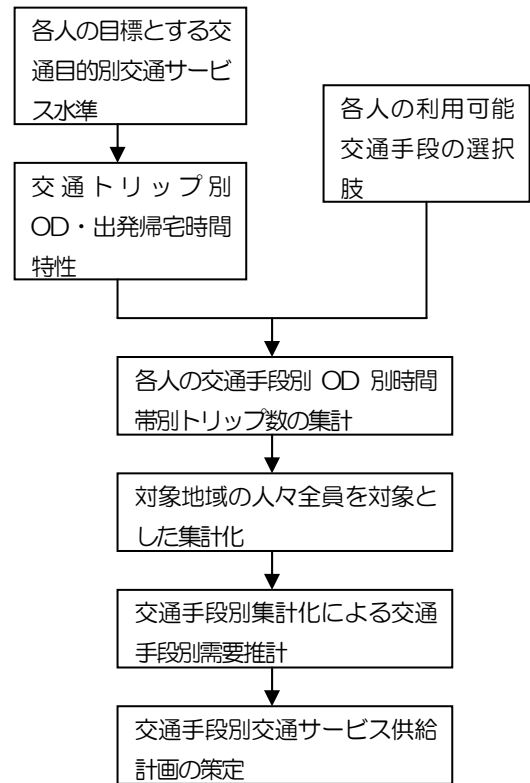 各人の目標とする交
通目的別交通サービ
ス水準
各人の利用可能
交通手段の選択
肢
交通トリップ別
OD・出発帰宅時間
特性
各人の交通手段別 OD 別時間
帯別トリップ数の集計
対象地域の人々全員を対象と
した集計化
交通手段別集計化による交通
手段別需要推計
交通手段別交通サービス供給
計画の策定